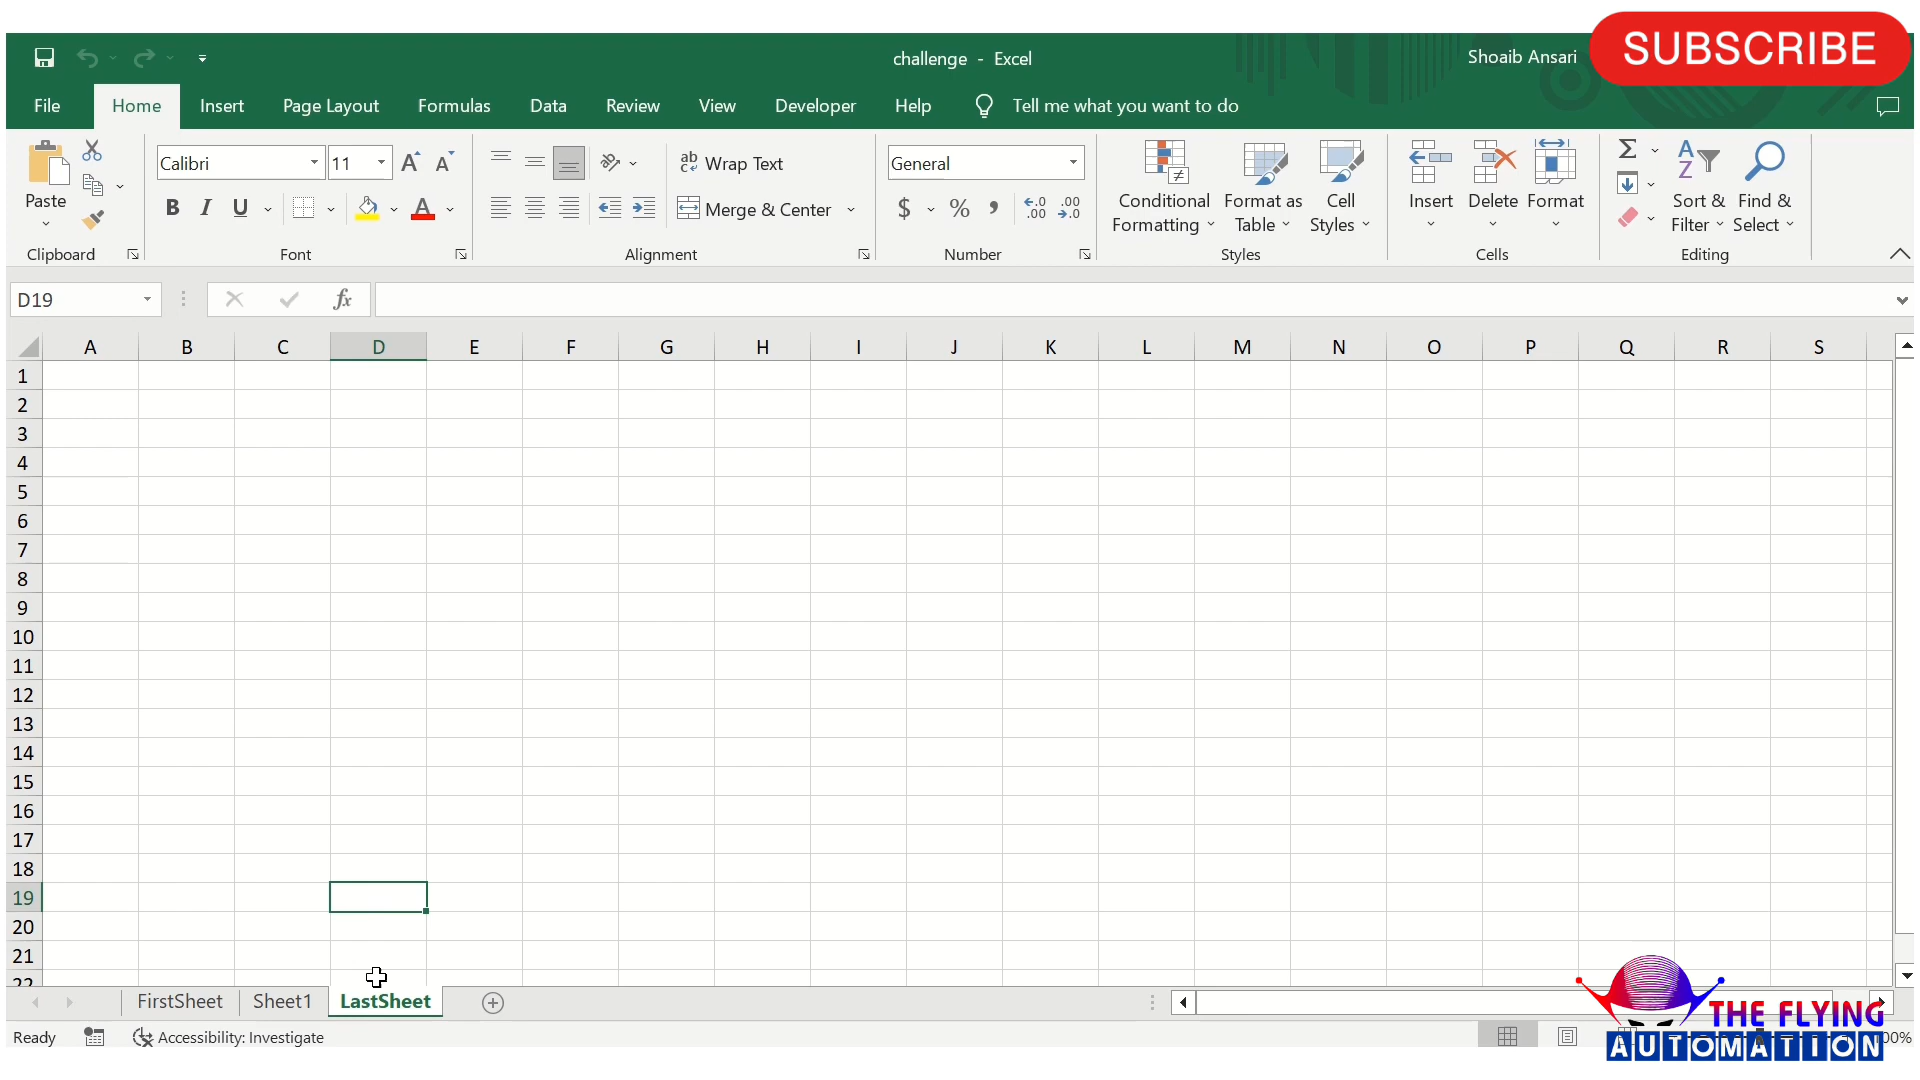 challenge - Excel
Shoaib Ansari
SUBSCRIBE
File Home Insert Page Layout Formulas Data Review View Developer Help Tell me what you want to do
Paste
Clipboard
Calibri 11
B I U A
Font
ab Wrap Text
Merge & Center
Alignment
General
$ % , .00 .0
Number
Conditional Formatting
Format as Table
Cell Styles
Styles
Insert Delete Format
Cells
Sort & Filter
Find & Select
Editing
D19 fx
A B C D E F G H I J K L M N O P Q R S
1
2
3
4
5
6
7
8
9
10
11
12
13
14
15
16
17
18
19
20
21
22
FirstSheet Sheet1 LastSheet
Ready Accessibility: Investigate
THE FLYING
AUTOMATION